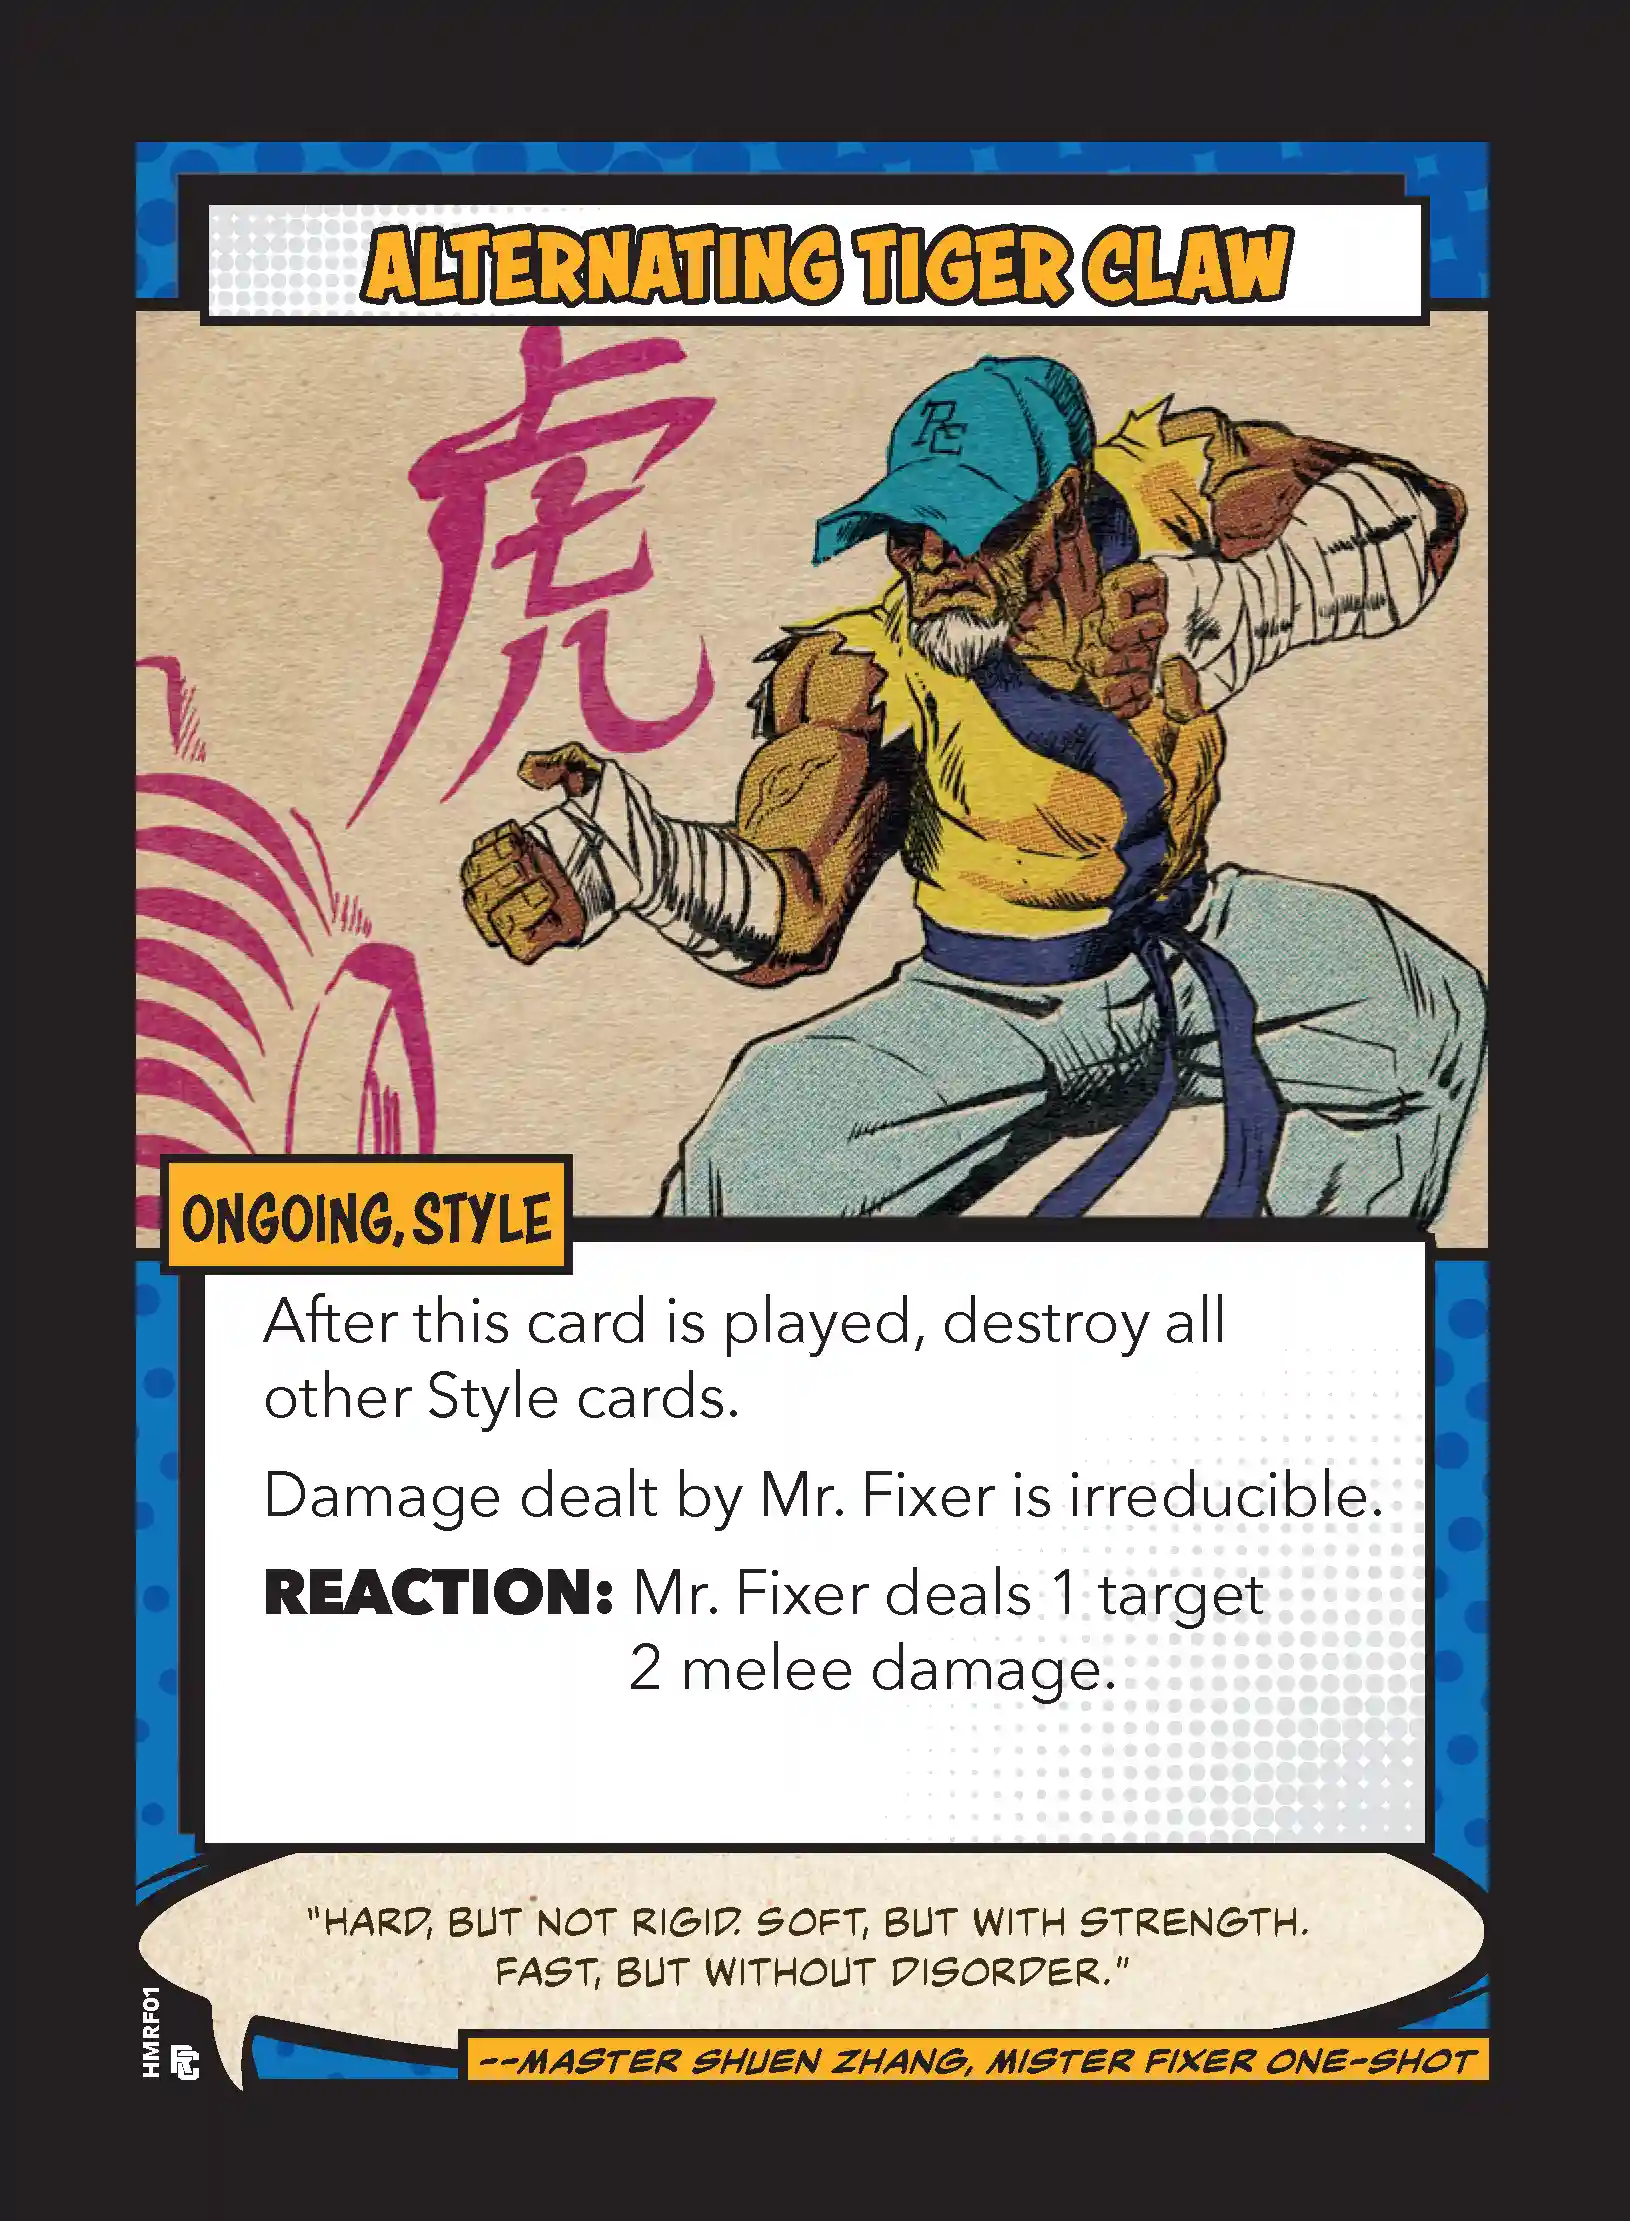 ALTERNATING TIGER CLAW
虎
PC
ONGOING, STYLE
After this card is played, destroy all
other Style cards.
Damage dealt by Mr. Fixer is irreducible.
REACTION: Mr. Fixer deals 1 target
2 melee damage.
"HARD, BUT NOT RIGID. SOFT, BUT WITH STRENGTH.
FAST, BUT WITHOUT DISORDER."
--MASTER SHUEN ZHANG, MISTER FIXER ONE-SHOT
HMRF01